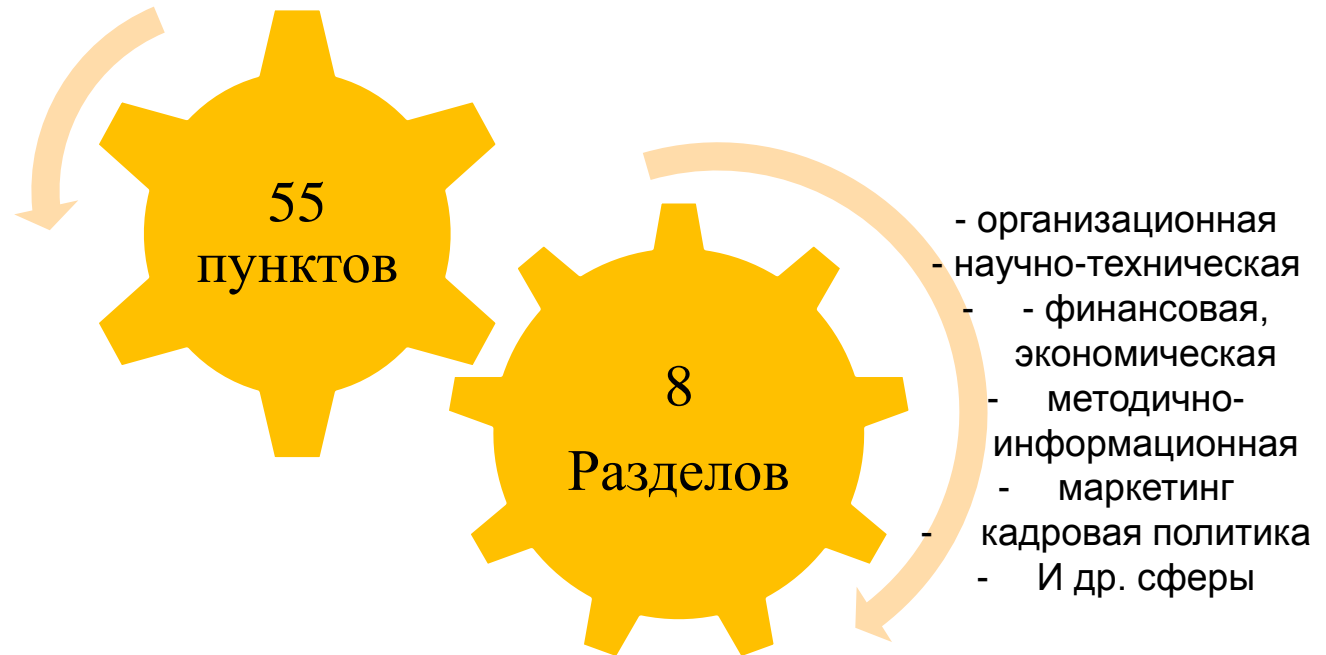 55
пунктов
8
Разделов
- организационная
- научно-техническая
- - финансовая,
экономическая
- методично-
информационная
- маркетинг
- кадровая политика
- И др. сферы